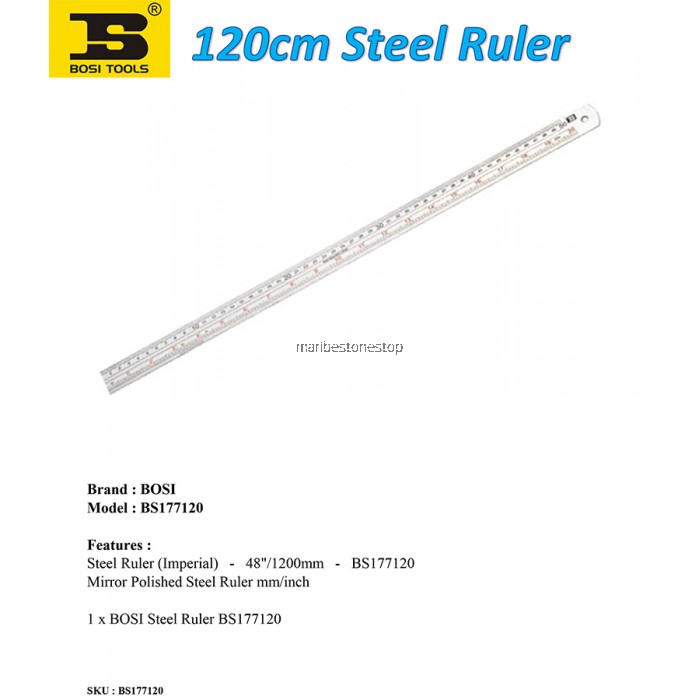 BOSI TOOLS ®
120cm Steel Ruler
maribestonestop
Brand : BOSI
Model : BS177120
Features :
Steel Ruler (Imperial) - 48"/1200mm - BS177120
Mirror Polished Steel Ruler mm/inch
1 x BOSI Steel Ruler BS177120
SKU : BS177120